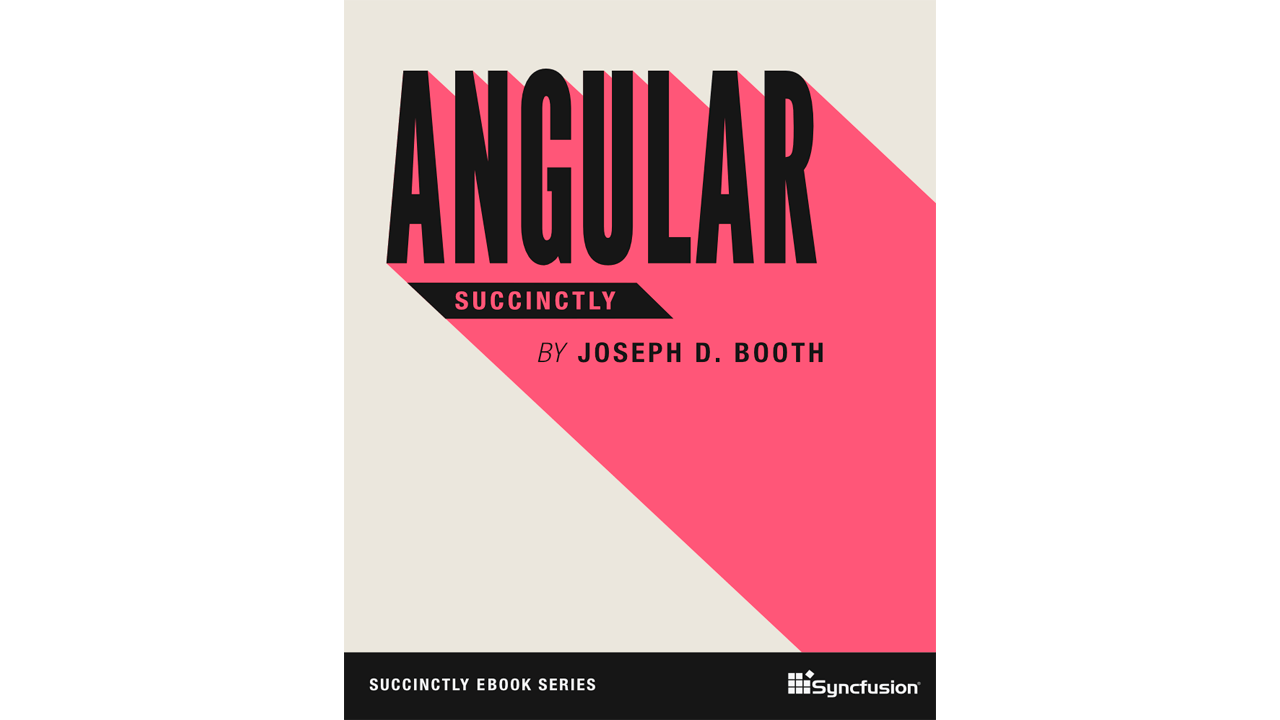 ANGULAR
SUCCINCTLY
BY JOSEPH D. BOOTH
SUCCINCTLY EBOOK SERIES
Syncfusion®